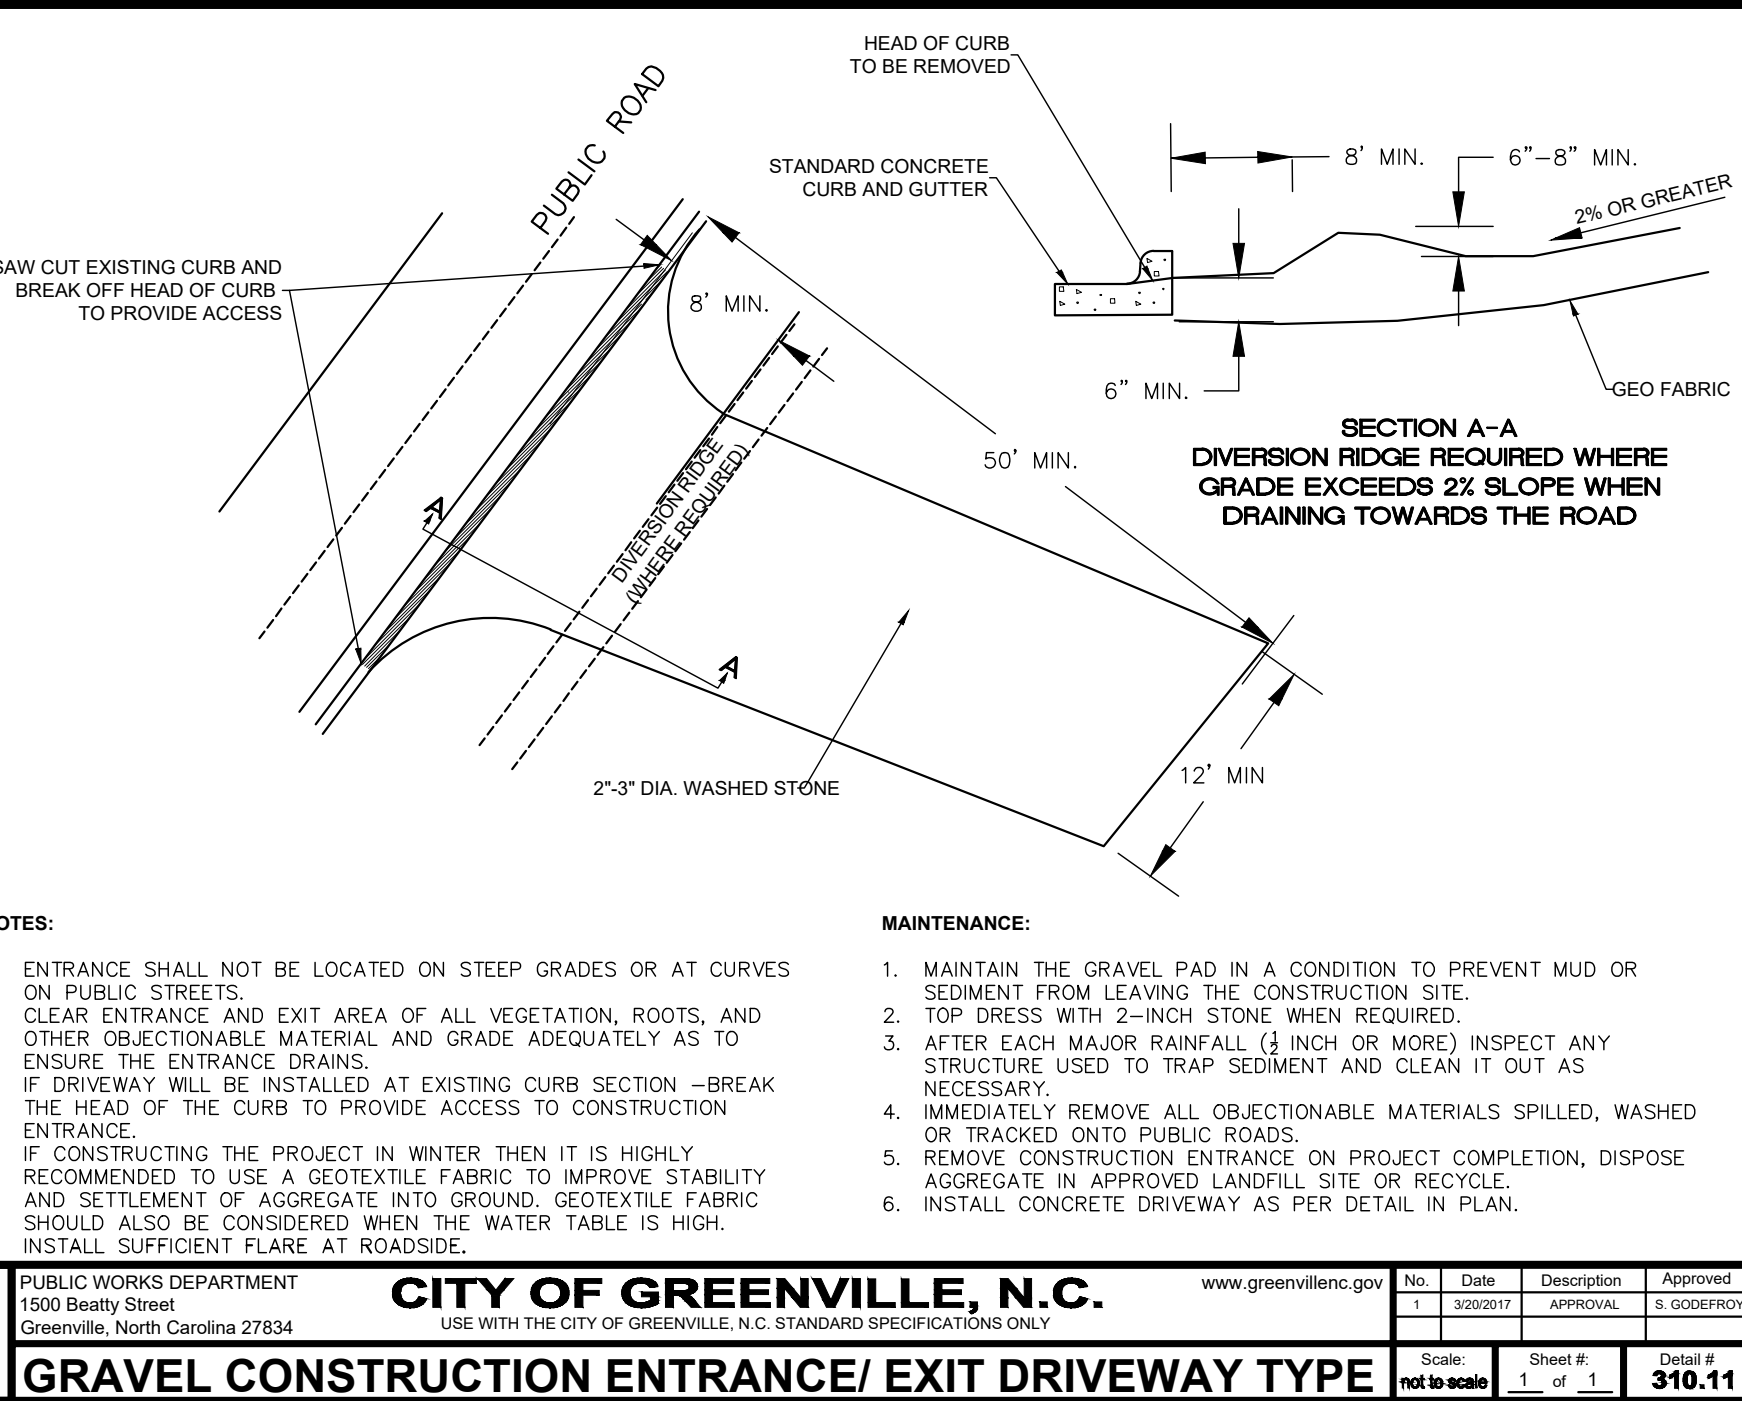 HEAD OF CURB
TO BE REMOVED
PUBLIC ROAD
STANDARD CONCRETE
CURB AND GUTTER
8' MIN.
6"-8" MIN.
2% OR GREATER
SAW CUT EXISTING CURB AND
BREAK OFF HEAD OF CURB
TO PROVIDE ACCESS
8' MIN.
6" MIN.
GEO FABRIC
SECTION A-A
DIVERSION RIDGE REQUIRED WHERE
GRADE EXCEEDS 2% SLOPE WHEN
DRAINING TOWARDS THE ROAD
50' MIN.
DIVERSION RIDGE
(WHERE REQUIRED)
A
A
12' MIN
2"-3" DIA. WASHED STONE
OTES:
ENTRANCE SHALL NOT BE LOCATED ON STEEP GRADES OR AT CURVES
ON PUBLIC STREETS.
CLEAR ENTRANCE AND EXIT AREA OF ALL VEGETATION, ROOTS, AND
OTHER OBJECTIONABLE MATERIAL AND GRADE ADEQUATELY AS TO
ENSURE THE ENTRANCE DRAINS.
IF DRIVEWAY WILL BE INSTALLED AT EXISTING CURB SECTION -BREAK
THE HEAD OF THE CURB TO PROVIDE ACCESS TO CONSTRUCTION
ENTRANCE.
IF CONSTRUCTING THE PROJECT IN WINTER THEN IT IS HIGHLY
RECOMMENDED TO USE A GEOTEXTILE FABRIC TO IMPROVE STABILITY
AND SETTLEMENT OF AGGREGATE INTO GROUND. GEOTEXTILE FABRIC
SHOULD ALSO BE CONSIDERED WHEN THE WATER TABLE IS HIGH.
INSTALL SUFFICIENT FLARE AT ROADSIDE.
MAINTENANCE:
1. MAINTAIN THE GRAVEL PAD IN A CONDITION TO PREVENT MUD OR
SEDIMENT FROM LEAVING THE CONSTRUCTION SITE.
2. TOP DRESS WITH 2-INCH STONE WHEN REQUIRED.
3. AFTER EACH MAJOR RAINFALL (½ INCH OR MORE) INSPECT ANY
STRUCTURE USED TO TRAP SEDIMENT AND CLEAN IT OUT AS
NECESSARY.
4. IMMEDIATELY REMOVE ALL OBJECTIONABLE MATERIALS SPILLED, WASHED
OR TRACKED ONTO PUBLIC ROADS.
5. REMOVE CONSTRUCTION ENTRANCE ON PROJECT COMPLETION, DISPOSE
AGGREGATE IN APPROVED LANDFILL SITE OR RECYCLE.
6. INSTALL CONCRETE DRIVEWAY AS PER DETAIL IN PLAN.
PUBLIC WORKS DEPARTMENT
1500 Beatty Street
Greenville, North Carolina 27834
CITY OF GREENVILLE, N.C.
USE WITH THE CITY OF GREENVILLE, N.C. STANDARD SPECIFICATIONS ONLY
www.greenvillenc.gov
No. Date Description Approved
1 3/20/2017 APPROVAL S. GODEFROY
GRAVEL CONSTRUCTION ENTRANCE/ EXIT DRIVEWAY TYPE
Scale:
not to scale
Sheet #:
1 of 1
Detail #
310.11